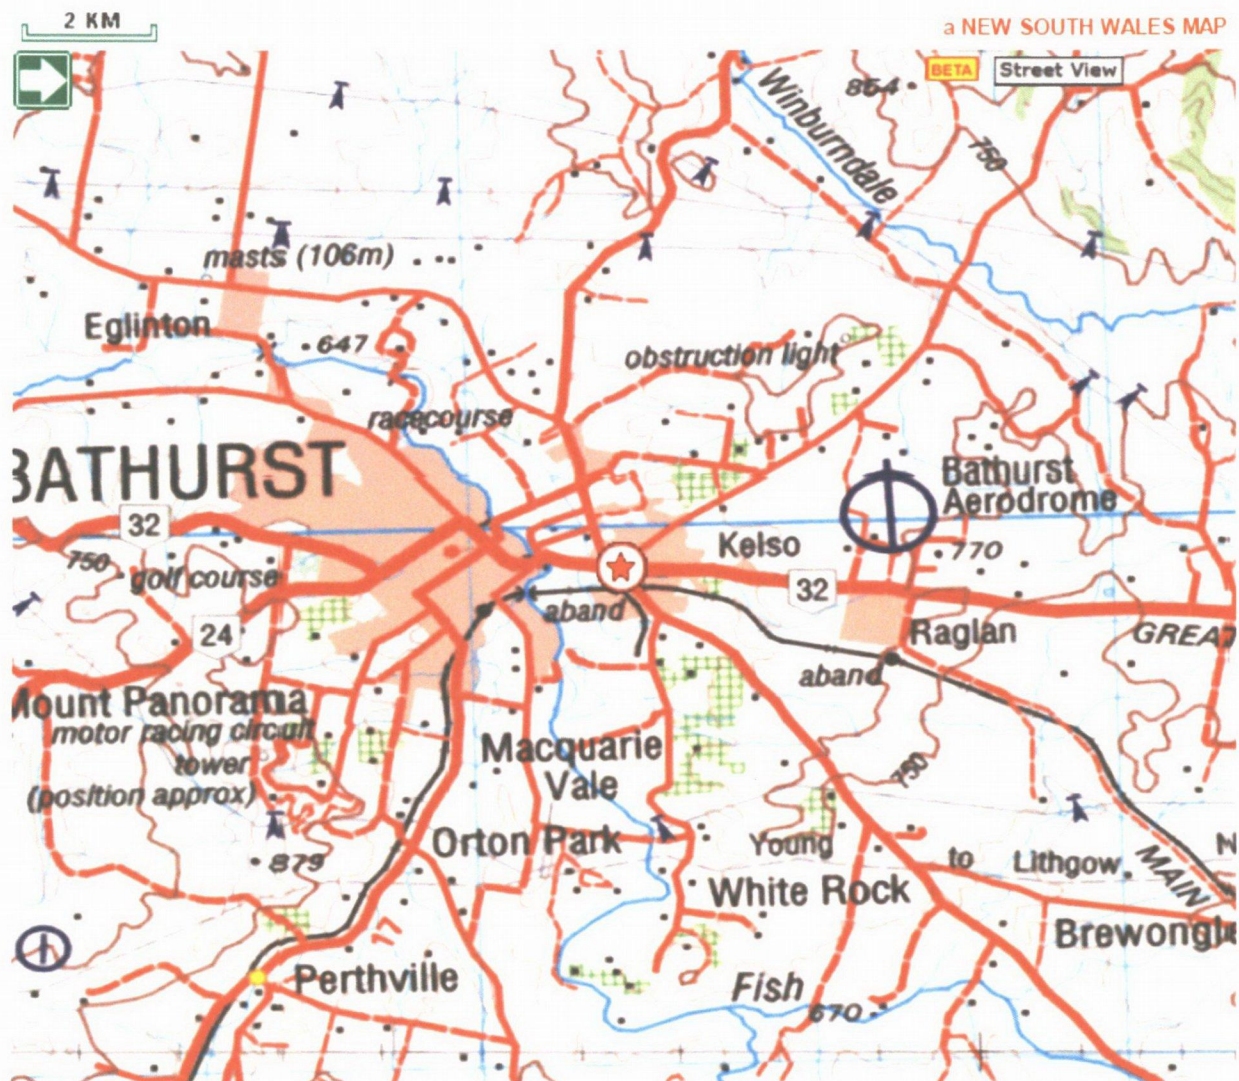 2 KM
a NEW SOUTH WALES MAP
BETA
Street View
854
Winburndale
750
masts (106m)
Eglinton
647
obstruction light
racecourse
BATHURST
Bathurst
Aerodrome
32
Kelso
770
750
golf course
32
aband
24
Raglan
GREAT
aband
Mount Panorama
motor racing circuit
tower
(position approx)
Macquarie
Vale
750
Orton Park
Young
to
Lithgow
MAIN
879
White Rock
17
Brewongle
Perthville
Fish
670